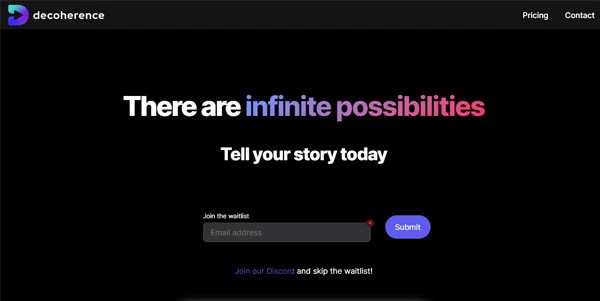 decoherence
Pricing
Contact
There are infinite possibilities
Tell your story today
Join the waitlist
Email address
Submit
Join our Discord and skip the waitlist!